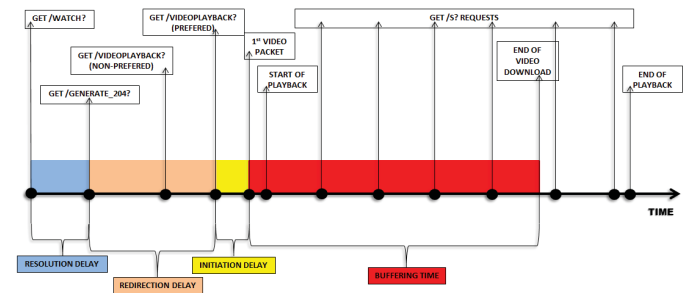 GET /WATCH?
GET /VIDEOPLAYBACK?
(PREFERED)
GET /S? REQUESTS
GET /VIDEOPLAYBACK?
(NON-PREFERED)
1st VIDEO
PACKET
END OF
VIDEO
DOWNLOAD
START OF
PLAYBACK
END OF
PLAYBACK
GET /GENERATE_204?
TIME
RESOLUTION DELAY
REDIRECTION DELAY
INITIATION DELAY
BUFFERING TIME